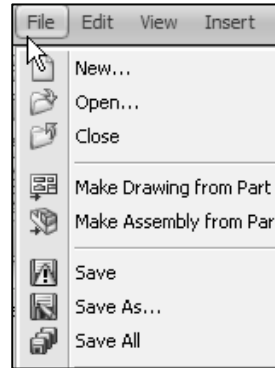 File Edit View Insert
New...
Open...
Close
Make Drawing from Part
Make Assembly from Par
Save
Save As...
Save All